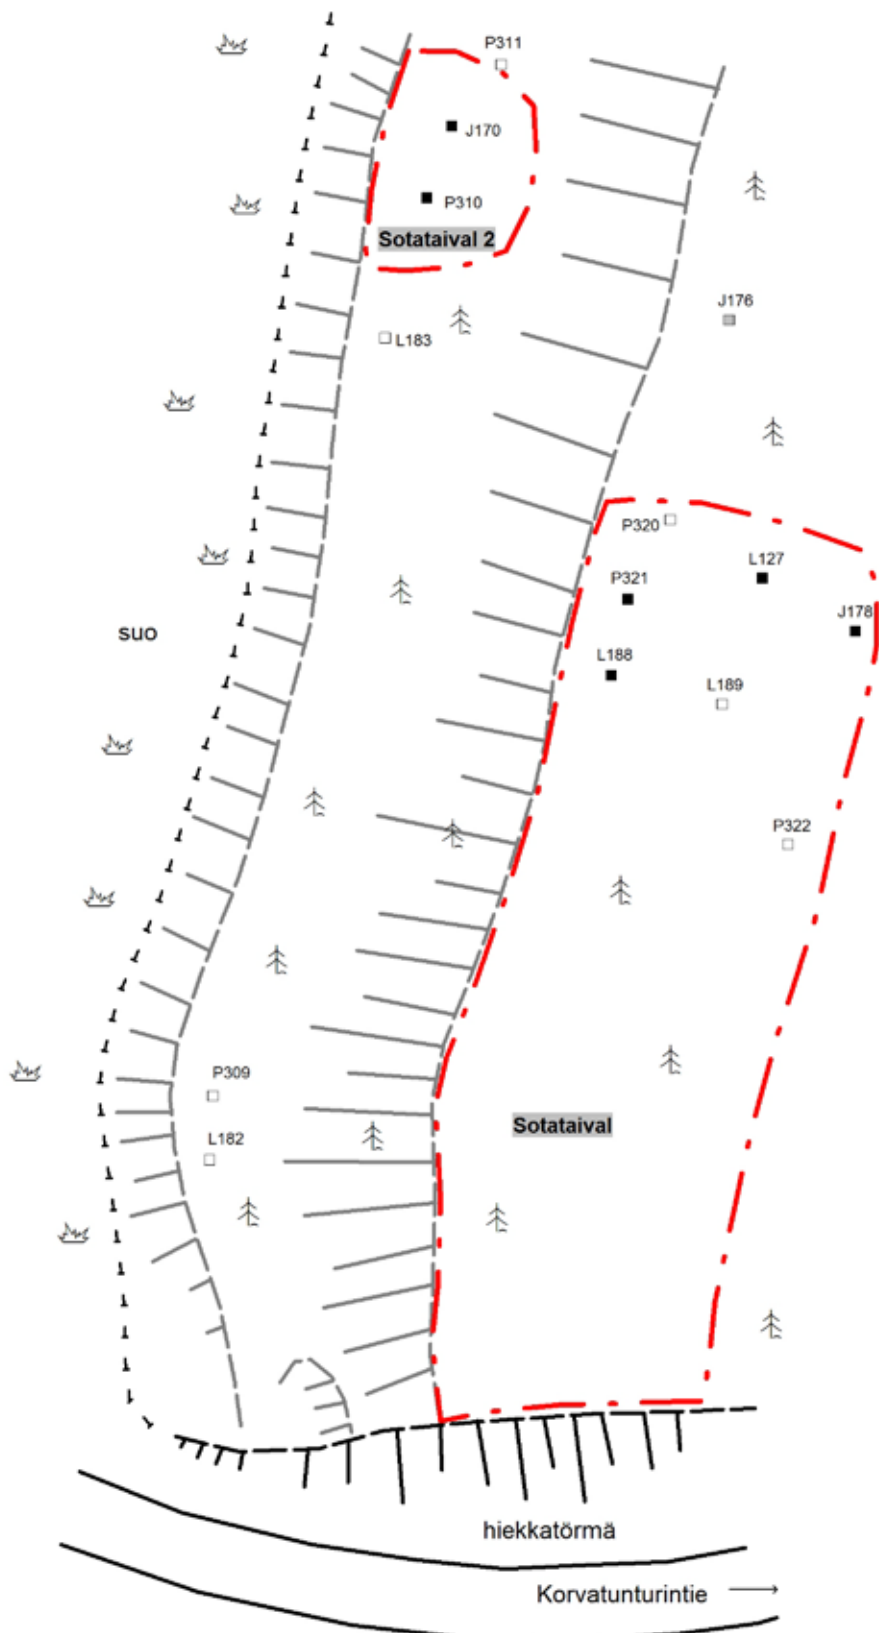 P311
J170
P310
Sotataival 2
J176
L183
P320
L127
P321
J178
suo
L188
L189
P322
P309
Sotataival
L182
hiekkatörmä
Korvatunturintie